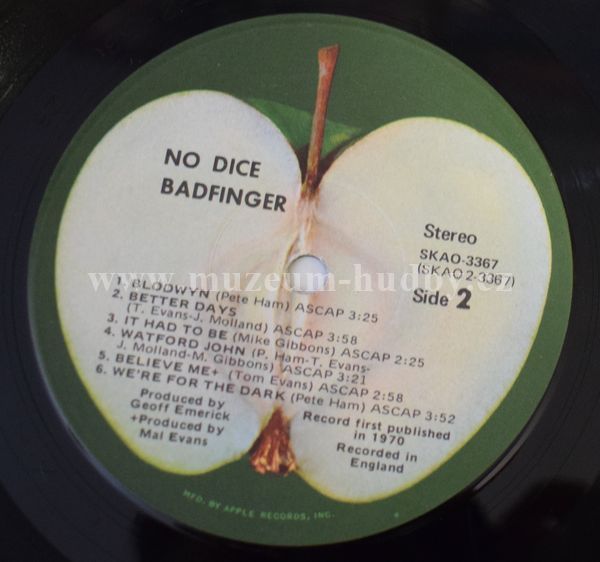 NO DICE
BADFINGER
Stereo
SKAO-3367
(SKAO 2-3367)
Side 2
www.muzeum-hudby.cz
1. BLODWYN (Pete Ham) ASCAP 3:25
2. BETTER DAYS
(T. Evans-J. Molland) ASCAP 3:58
3. IT HAD TO BE (Mike Gibbons) ASCAP 2:25
4. WATFORD JOHN (P. Ham-T. Evans-
J. Molland-M. Gibbons) ASCAP 3:21
5. BELIEVE ME+ (Tom Evans) ASCAP 2:58
6. WE'RE FOR THE DARK (Pete Ham) ASCAP 3:52
Produced by
Geoff Emerick
+Produced by
Mal Evans
Record first published
in 1970
Recorded in
England
MFD. BY APPLE RECORDS, INC.